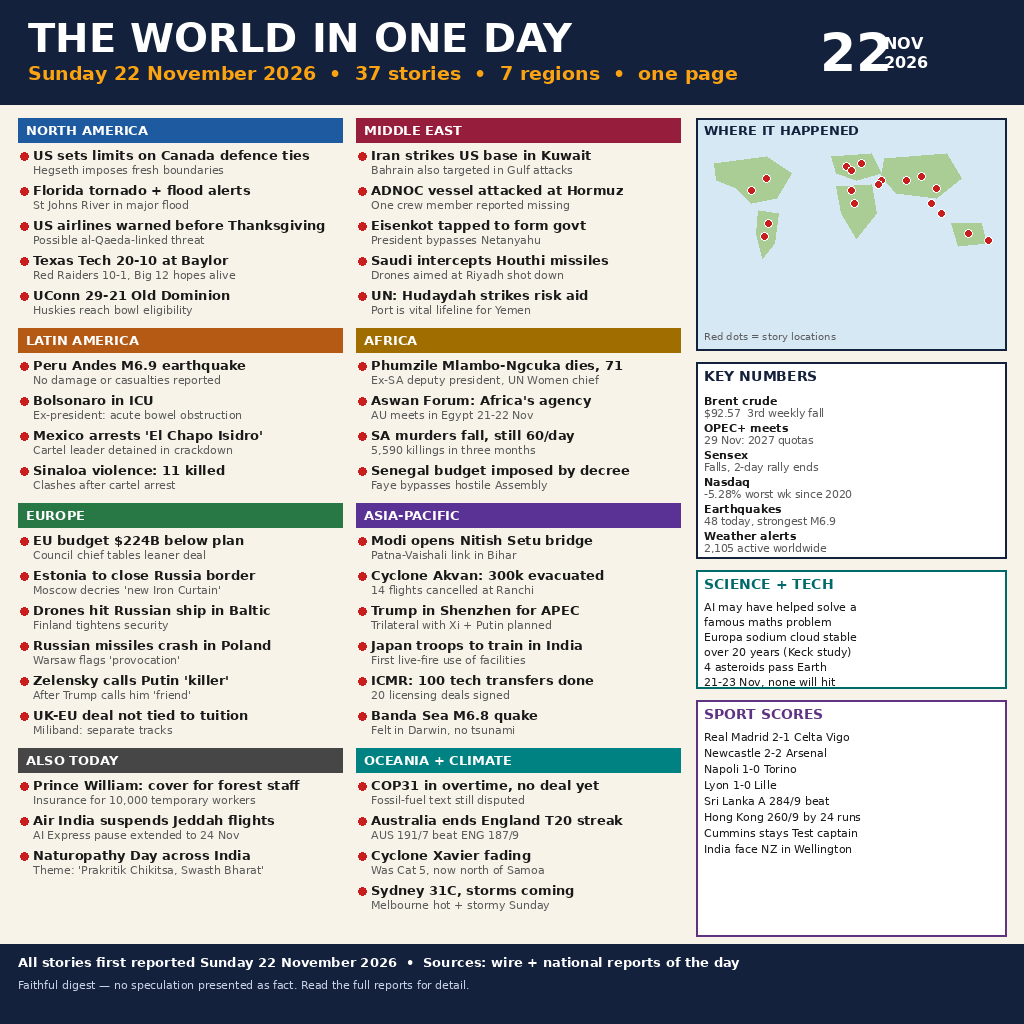 THE WORLD IN ONE DAY
Sunday 22 November 2026 • 37 stories • 7 regions • one page
22
NOV
2026
NORTH AMERICA
US sets limits on Canada defence ties
Hegseth imposes fresh boundaries
Florida tornado + flood alerts
St Johns River in major flood
US airlines warned before Thanksgiving
Possible al-Qaeda-linked threat
Texas Tech 20-10 at Baylor
Red Raiders 10-1, Big 12 hopes alive
UConn 29-21 Old Dominion
Huskies reach bowl eligibility
LATIN AMERICA
Peru Andes M6.9 earthquake
No damage or casualties reported
Bolsonaro in ICU
Ex-president: acute bowel obstruction
Mexico arrests 'El Chapo Isidro'
Cartel leader detained in crackdown
Sinaloa violence: 11 killed
Clashes after cartel arrest
EUROPE
EU budget $224B below plan
Council chief tables leaner deal
Estonia to close Russia border
Moscow decries 'new Iron Curtain'
Drones hit Russian ship in Baltic
Finland tightens security
Russian missiles crash in Poland
Warsaw flags 'provocation'
Zelensky calls Putin 'killer'
After Trump calls him 'friend'
UK-EU deal not tied to tuition
Miliband: separate tracks
ALSO TODAY
Prince William: cover for forest staff
Insurance for 10,000 temporary workers
Air India suspends Jeddah flights
AI Express pause extended to 24 Nov
Naturopathy Day across India
Theme: 'Prakritik Chikitsa, Swasth Bharat'
MIDDLE EAST
Iran strikes US base in Kuwait
Bahrain also targeted in Gulf attacks
ADNOC vessel attacked at Hormuz
One crew member reported missing
Eisenkot tapped to form govt
President bypasses Netanyahu
Saudi intercepts Houthi missiles
Drones aimed at Riyadh shot down
UN: Hudaydah strikes risk aid
Port is vital lifeline for Yemen
AFRICA
Phumzile Mlambo-Ngcuka dies, 71
Ex-SA deputy president, UN Women chief
Aswan Forum: Africa's agency
AU meets in Egypt 21-22 Nov
SA murders fall, still 60/day
5,590 killings in three months
Senegal budget imposed by decree
Faye bypasses hostile Assembly
ASIA-PACIFIC
Modi opens Nitish Setu bridge
Patna-Vaishali link in Bihar
Cyclone Akvan: 300k evacuated
14 flights cancelled at Ranchi
Trump in Shenzhen for APEC
Trilateral with Xi + Putin planned
Japan troops to train in India
First live-fire use of facilities
ICMR: 100 tech transfers done
20 licensing deals signed
Banda Sea M6.8 quake
Felt in Darwin, no tsunami
OCEANIA + CLIMATE
COP31 in overtime, no deal yet
Fossil-fuel text still disputed
Australia ends England T20 streak
AUS 191/7 beat ENG 187/9
Cyclone Xavier fading
Was Cat 5, now north of Samoa
Sydney 31C, storms coming
Melbourne hot + stormy Sunday
WHERE IT HAPPENED
Red dots = story locations
KEY NUMBERS
Brent crude
$92.57 3rd weekly fall
OPEC+ meets
29 Nov: 2027 quotas
Sensex
Falls, 2-day rally ends
Nasdaq
-5.28% worst wk since 2020
Earthquakes
48 today, strongest M6.9
Weather alerts
2,105 active worldwide
SCIENCE + TECH
AI may have helped solve a
famous maths problem
Europa sodium cloud stable
over 20 years (Keck study)
4 asteroids pass Earth
21-23 Nov, none will hit
SPORT SCORES
Real Madrid 2-1 Celta Vigo
Newcastle 2-2 Arsenal
Napoli 1-0 Torino
Lyon 1-0 Lille
Sri Lanka A 284/9 beat
Hong Kong 260/9 by 24 runs
Cummins stays Test captain
India face NZ in Wellington
All stories first reported Sunday 22 November 2026 • Sources: wire + national reports of the day
Faithful digest — no speculation presented as fact. Read the full reports for detail.